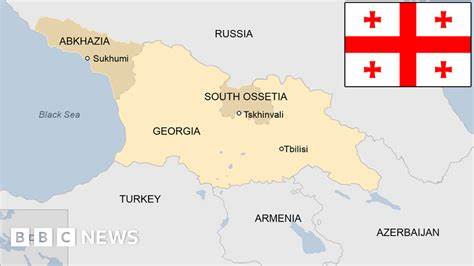 RUSSIA
ABKHAZIA
Sukhumi
SOUTH OSSETIA
Black Sea
Tskhinvali
GEORGIA
Tbilisi
TURKEY
ARMENIA
AZERBAIJAN
BBC NEWS